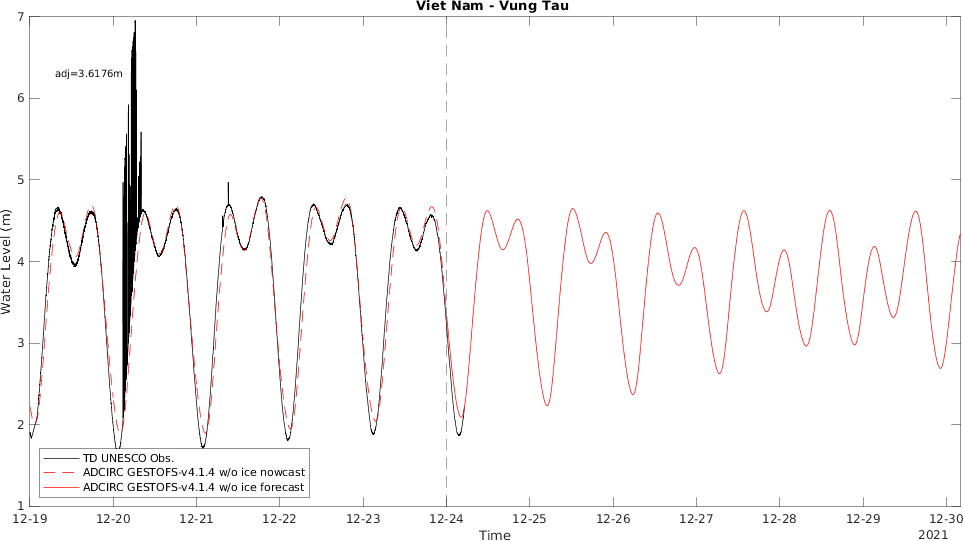 Viet Nam - Vung Tau
7
adj=3.6176m
6
5
4
3
2
1
Water Level (m)
TD UNESCO Obs.
ADCIRC GESTOFS-v4.1.4 w/o ice nowcast
ADCIRC GESTOFS-v4.1.4 w/o ice forecast
12-19 12-20 12-21 12-22 12-23 12-24 12-25 12-26 12-27 12-28 12-29 12-30
Time
2021